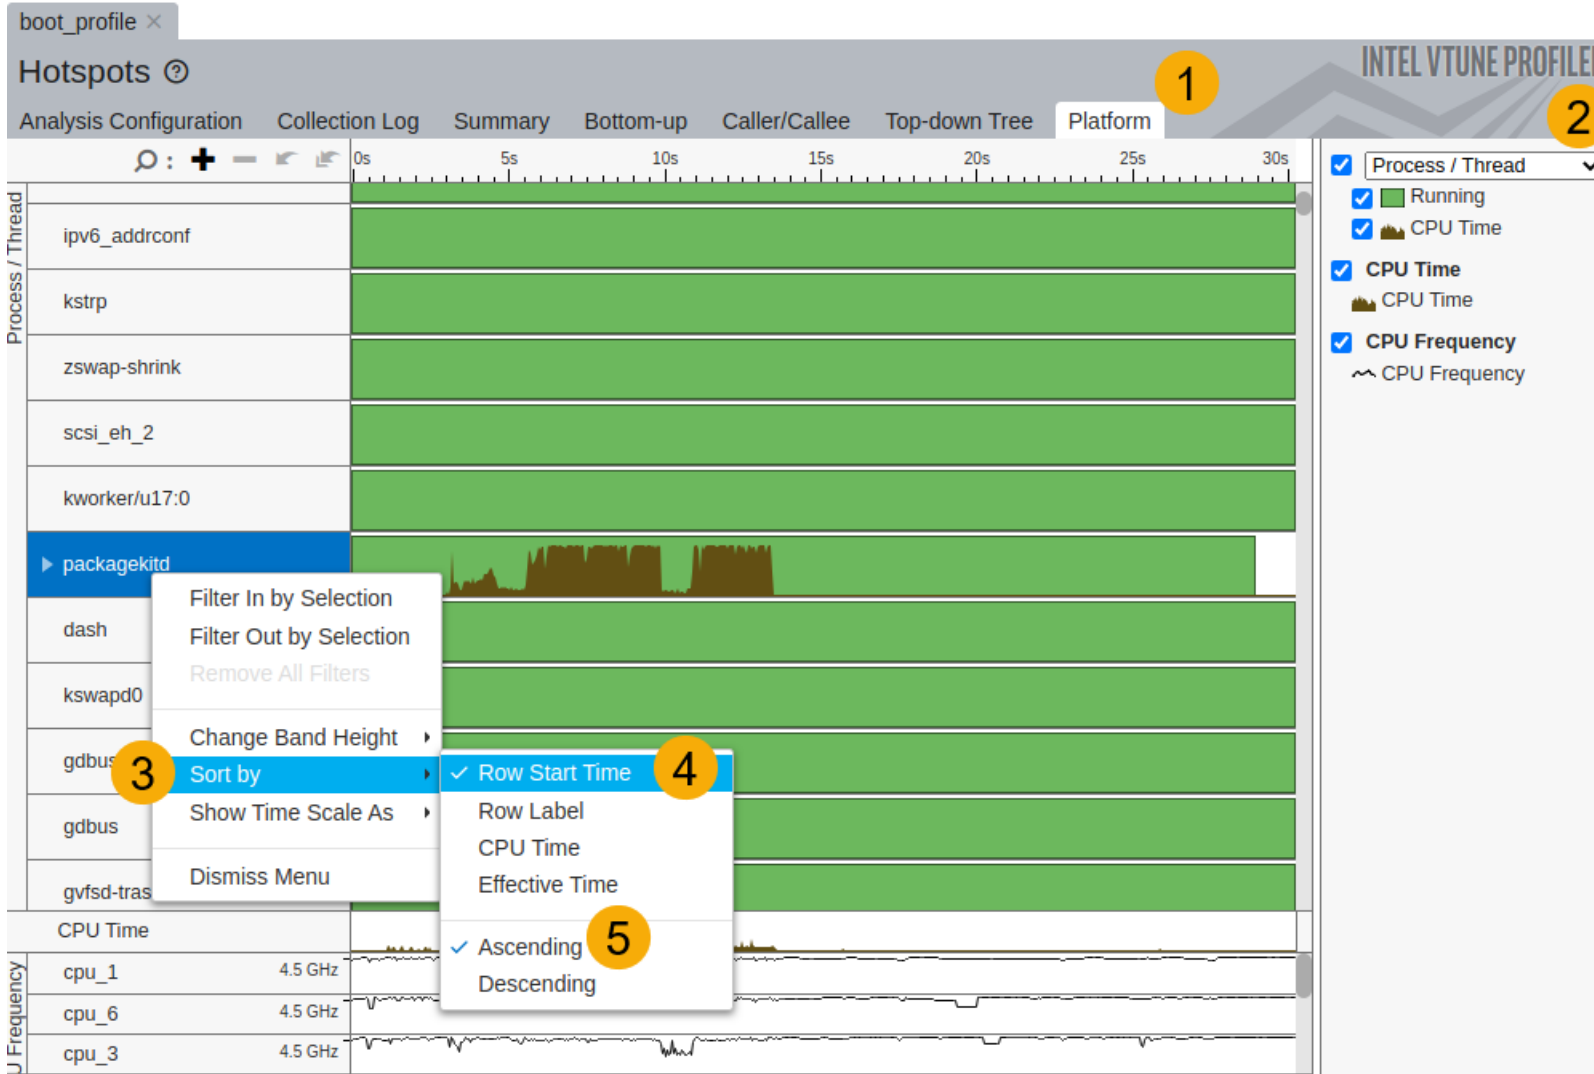 boot_profile ×
Hotspots ?
INTEL VTUNE PROFILER
1
2
Analysis Configuration Collection Log Summary Bottom-up Caller/Callee Top-down Tree Platform
0s 5s 10s 15s 20s 25s 30s
Process / Thread
Running
CPU Time
CPU Time
CPU Time
CPU Frequency
CPU Frequency
Process / Thread
ipv6_addrconf
kstrp
zswap-shrink
scsi_eh_2
kworker/u17:0
packagekitd
dash
kswapd0
gdbus
gdbus
gvfsd-tras
Filter In by Selection
Filter Out by Selection
Remove All Filters
Change Band Height
3 Sort by
Show Time Scale As
Dismiss Menu
Row Start Time 4
Row Label
CPU Time
Effective Time
Ascending 5
Descending
CPU Time
U Frequency
cpu_1 4.5 GHz
cpu_6 4.5 GHz
cpu_3 4.5 GHz